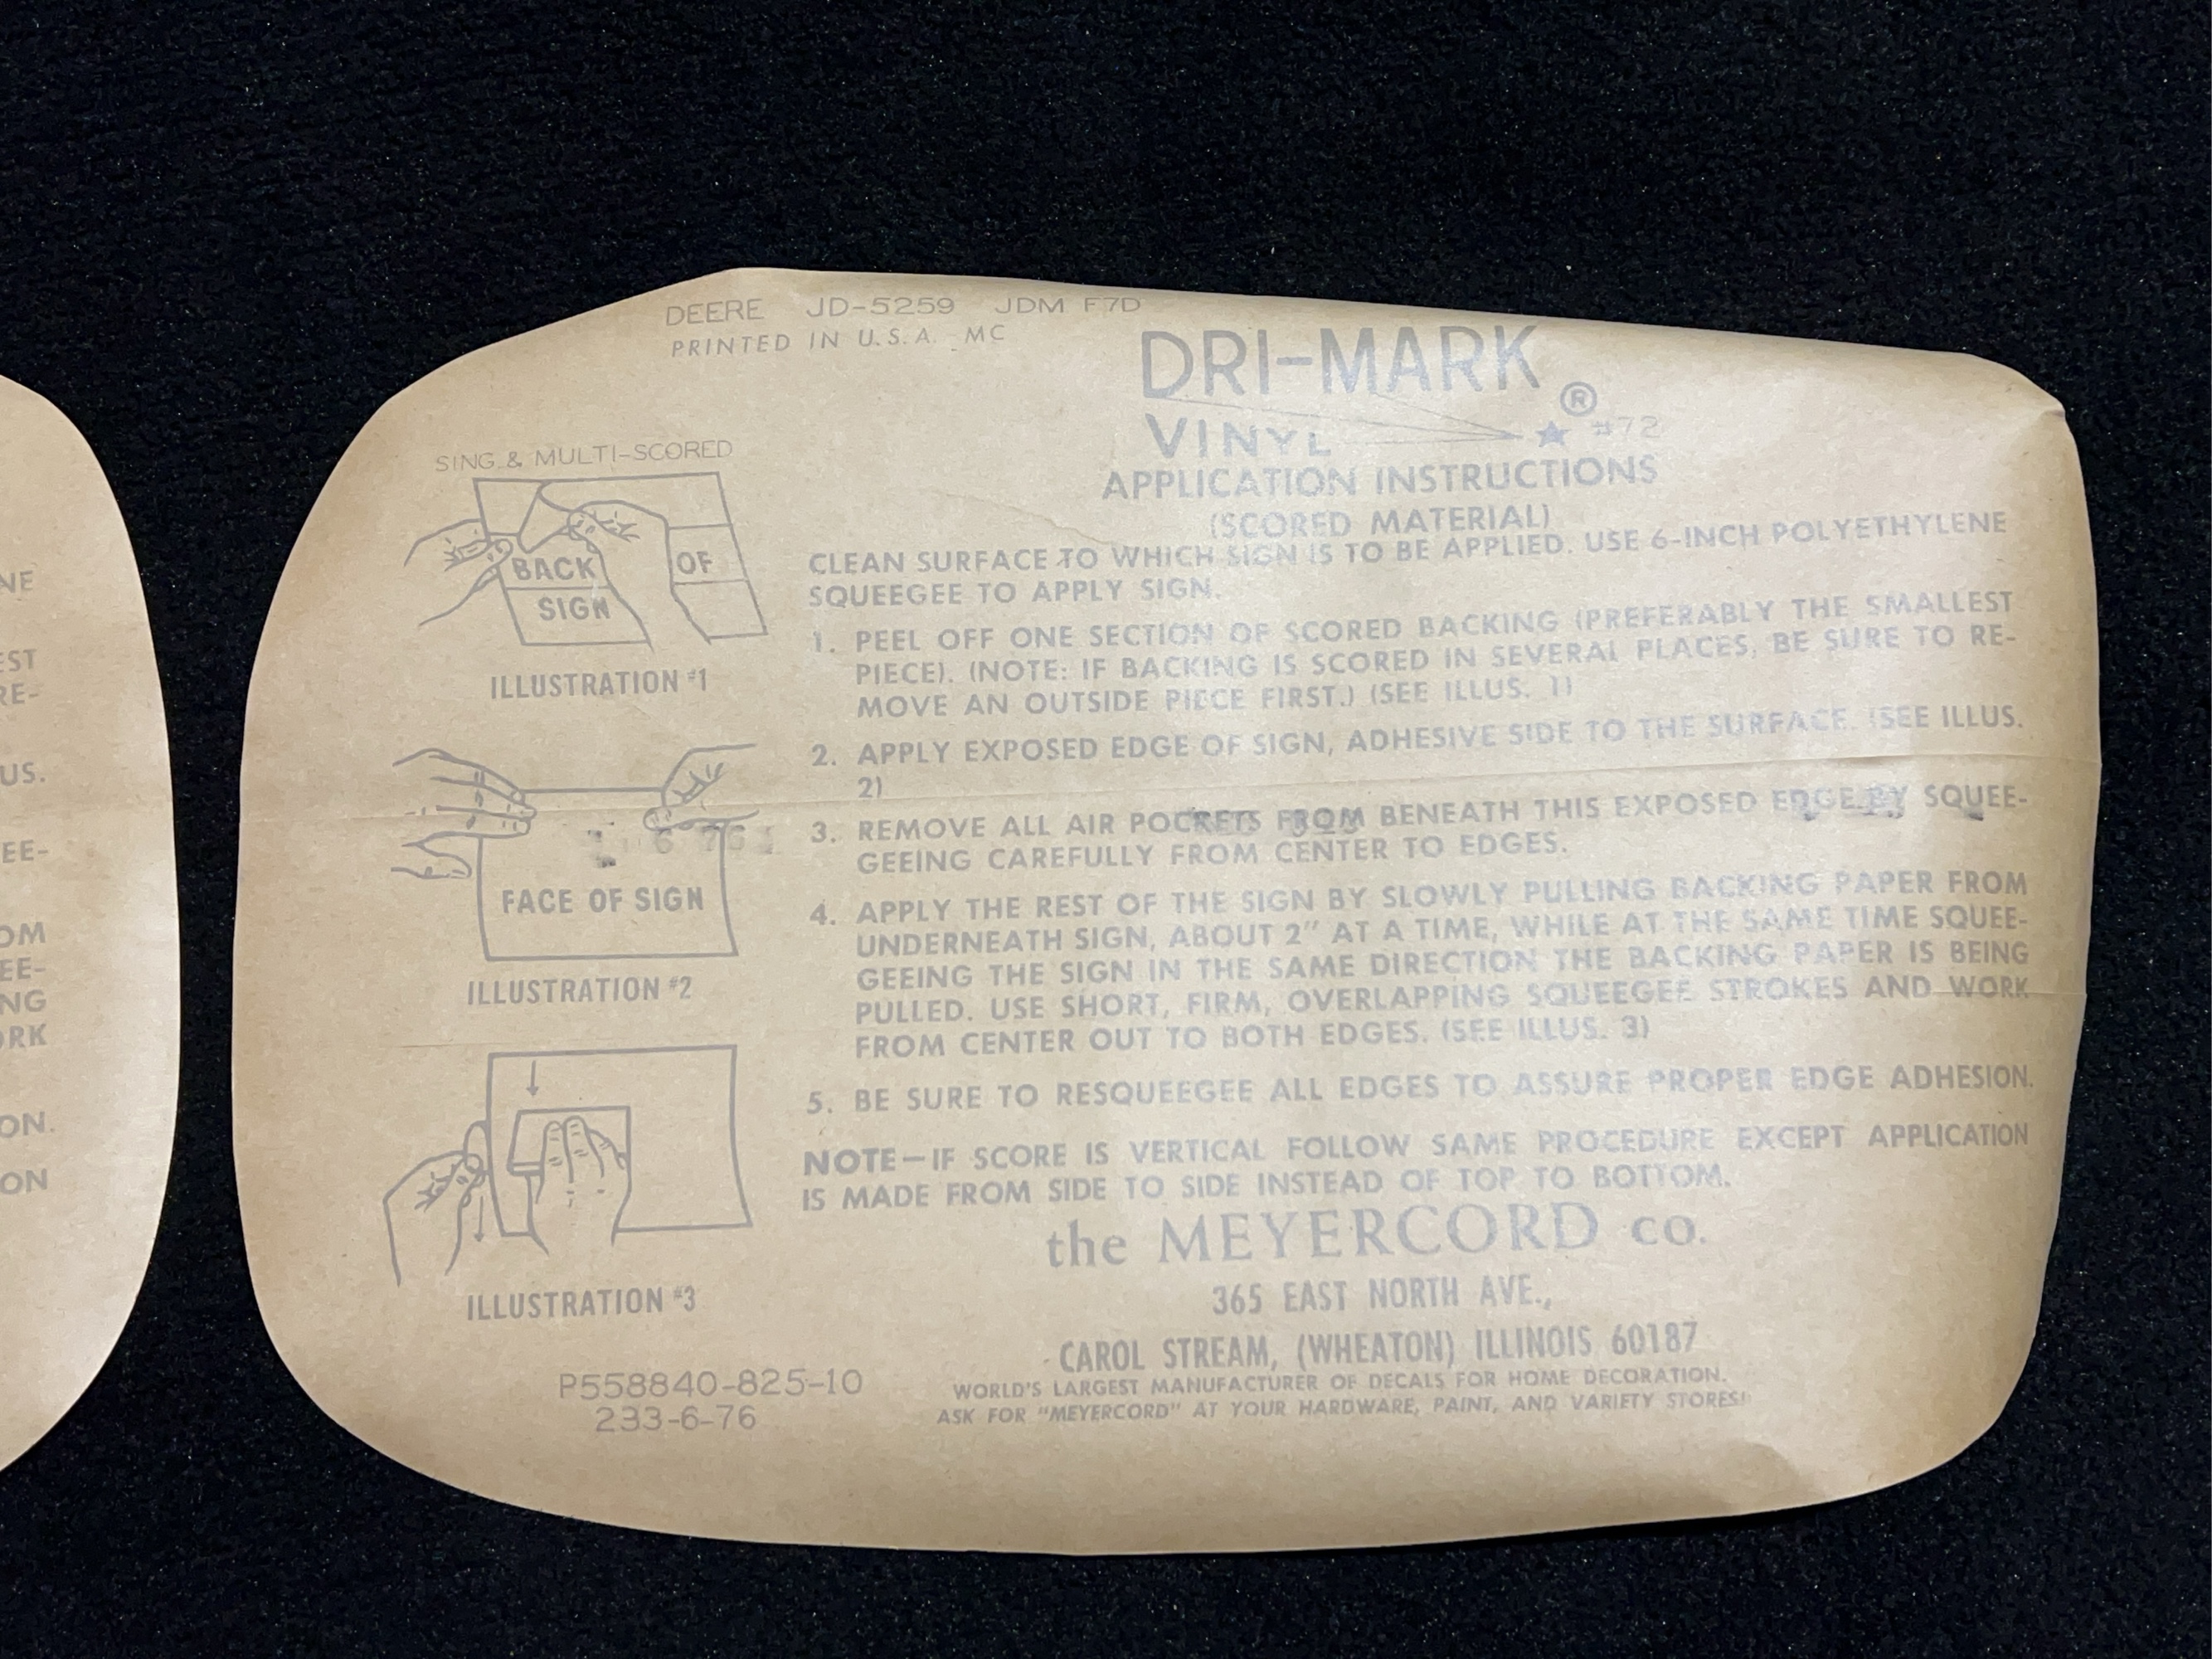 NE
EST
RE-
US.
EE-
OM
EE-
NG
ORK
ON.
ON
DEERE JD-5259 JDM F7D
PRINTED IN U.S.A. MC
DRI-MARK ®
VINYL #72
APPLICATION INSTRUCTIONS
(SCORED MATERIAL)
SING. & MULTI-SCORED
BACK OF
SIGN
ILLUSTRATION #1
FACE OF SIGN
ILLUSTRATION #2
ILLUSTRATION #3
CLEAN SURFACE TO WHICH SIGN IS TO BE APPLIED. USE 6-INCH POLYETHYLENE
SQUEEGEE TO APPLY SIGN.
1. PEEL OFF ONE SECTION OF SCORED BACKING (PREFERABLY THE SMALLEST
PIECE). (NOTE: IF BACKING IS SCORED IN SEVERAL PLACES, BE SURE TO RE-
MOVE AN OUTSIDE PIECE FIRST.) (SEE ILLUS. 1)
2. APPLY EXPOSED EDGE OF SIGN, ADHESIVE SIDE TO THE SURFACE. (SEE ILLUS.
2)
3. REMOVE ALL AIR POCKETS FROM BENEATH THIS EXPOSED EDGE BY SQUEE-
GEEING CAREFULLY FROM CENTER TO EDGES.
4. APPLY THE REST OF THE SIGN BY SLOWLY PULLING BACKING PAPER FROM
UNDERNEATH SIGN, ABOUT 2" AT A TIME, WHILE AT THE SAME TIME SQUEE-
GEEING THE SIGN IN THE SAME DIRECTION THE BACKING PAPER IS BEING
PULLED. USE SHORT, FIRM, OVERLAPPING SQUEEGEE STROKES AND WORK
FROM CENTER OUT TO BOTH EDGES. (SEE ILLUS. 3)
5. BE SURE TO RESQUEEGEE ALL EDGES TO ASSURE PROPER EDGE ADHESION.
NOTE—IF SCORE IS VERTICAL FOLLOW SAME PROCEDURE EXCEPT APPLICATION
IS MADE FROM SIDE TO SIDE INSTEAD OF TOP TO BOTTOM.
the MEYERCORD co.
365 EAST NORTH AVE.,
CAROL STREAM, (WHEATON) ILLINOIS 60187
WORLD'S LARGEST MANUFACTURER OF DECALS FOR HOME DECORATION.
ASK FOR "MEYERCORD" AT YOUR HARDWARE, PAINT, AND VARIETY STORES!
P558840-825-10
233-6-76